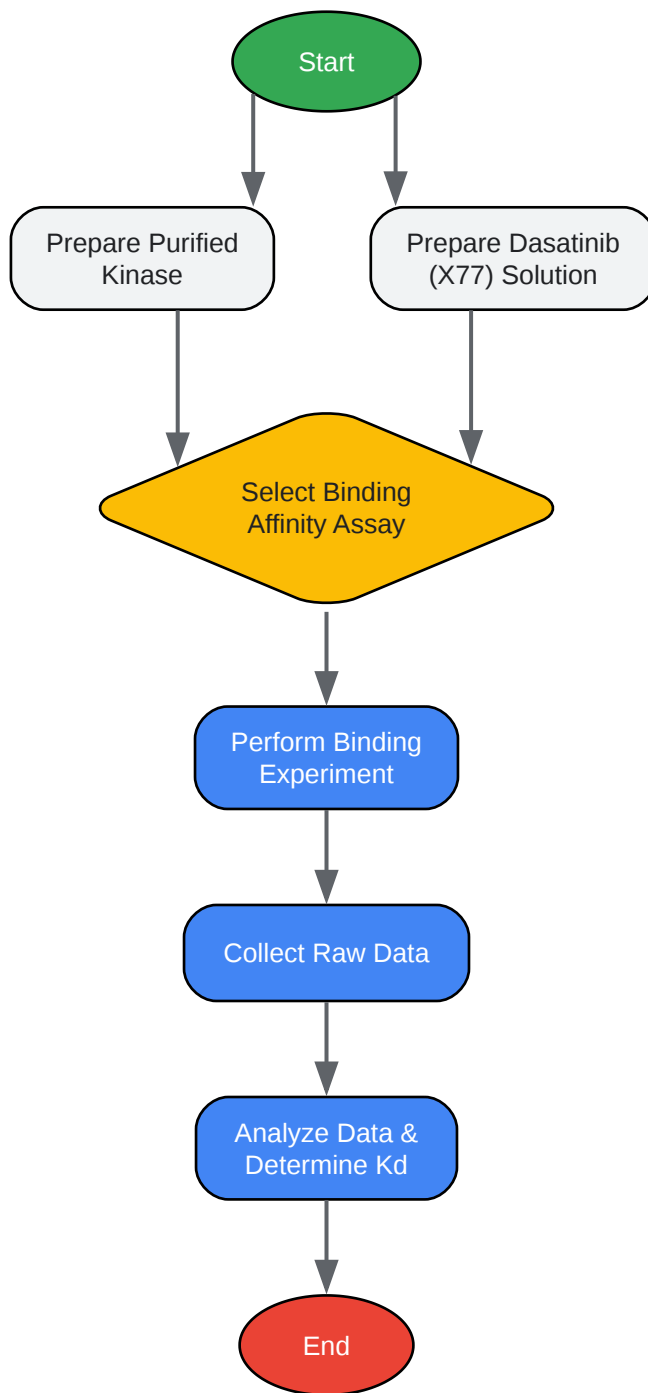 Start
Prepare Purified
Kinase
Prepare Dasatinib
(X77) Solution
Select Binding
Affinity Assay
Perform Binding
Experiment
Collect Raw Data
Analyze Data &
Determine Kd
End